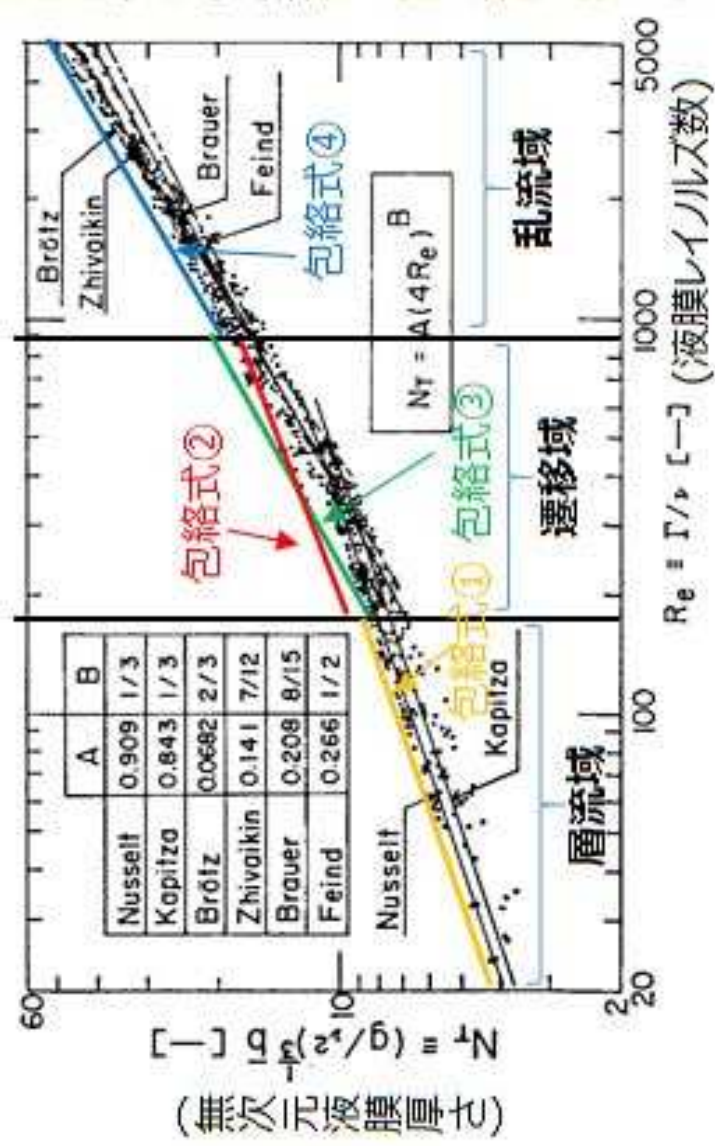 (無次元液膜厚さ)
N_T ≡ (g/ν²)^{1/3} b̄ [—]
60
10
2
A B
Nusselt 0.909 1/3
Kapitza 0.843 1/3
Brötz 0.0682 2/3
Zhivaikin 0.141 7/12
Brauer 0.208 8/15
Feind 0.266 1/2
Brötz
Zhivaikin
Brauer
Feind
包絡式④
包絡式②
包絡式③
包絡式①
Nusselt
Kapitza
N_T = A(4Re)^B
層流域
遷移域
乱流域
20
100
1000
5000
Re ≡ Γ/ν [—] (液膜レイノルズ数)